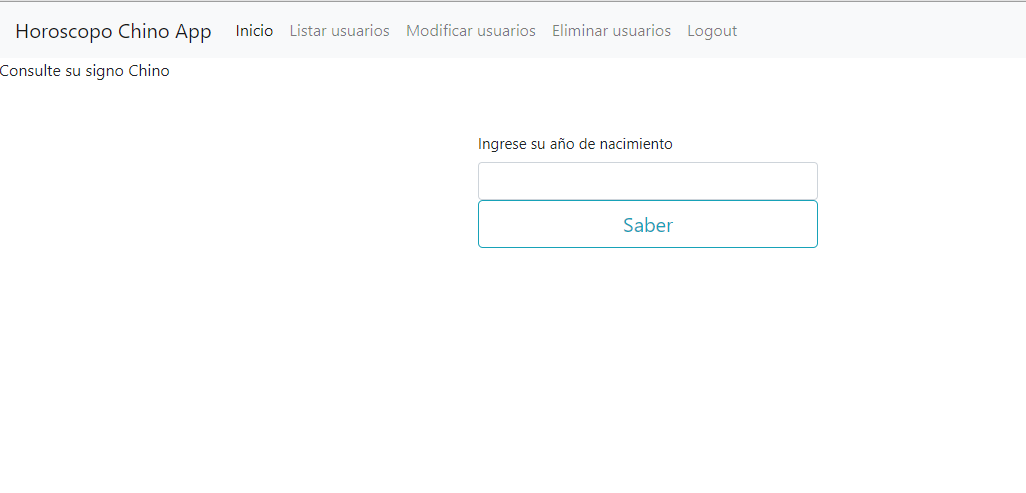 Horoscopo Chino App Inicio Listar usuarios Modificar usuarios Eliminar usuarios Logout
Consulte su signo Chino
Ingrese su año de nacimiento
Saber